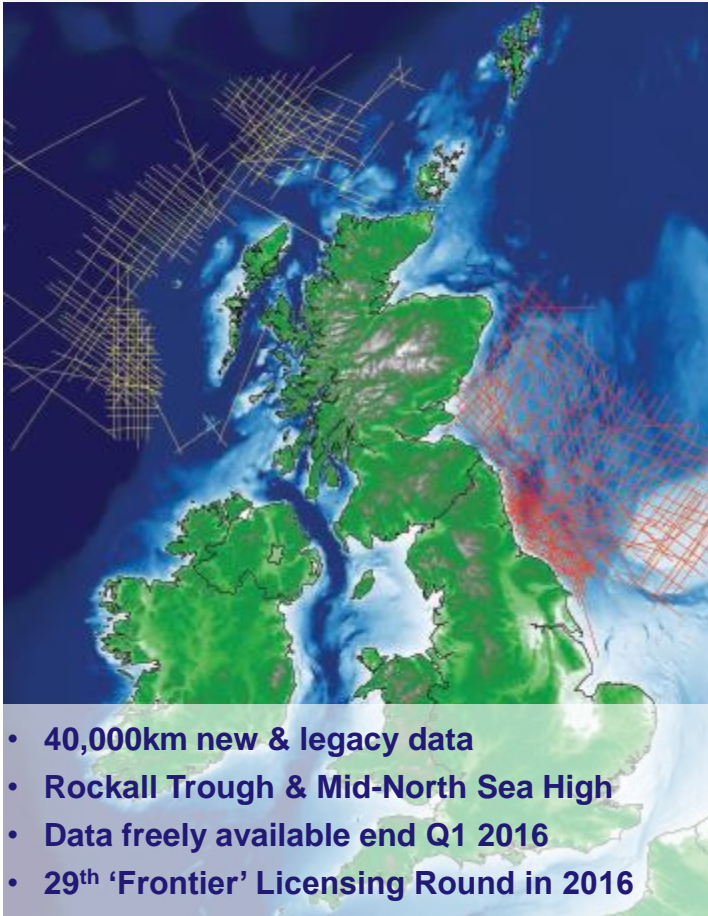 • 40,000km new & legacy data
• Rockall Trough & Mid-North Sea High
• Data freely available end Q1 2016
• 29th ‘Frontier’ Licensing Round in 2016